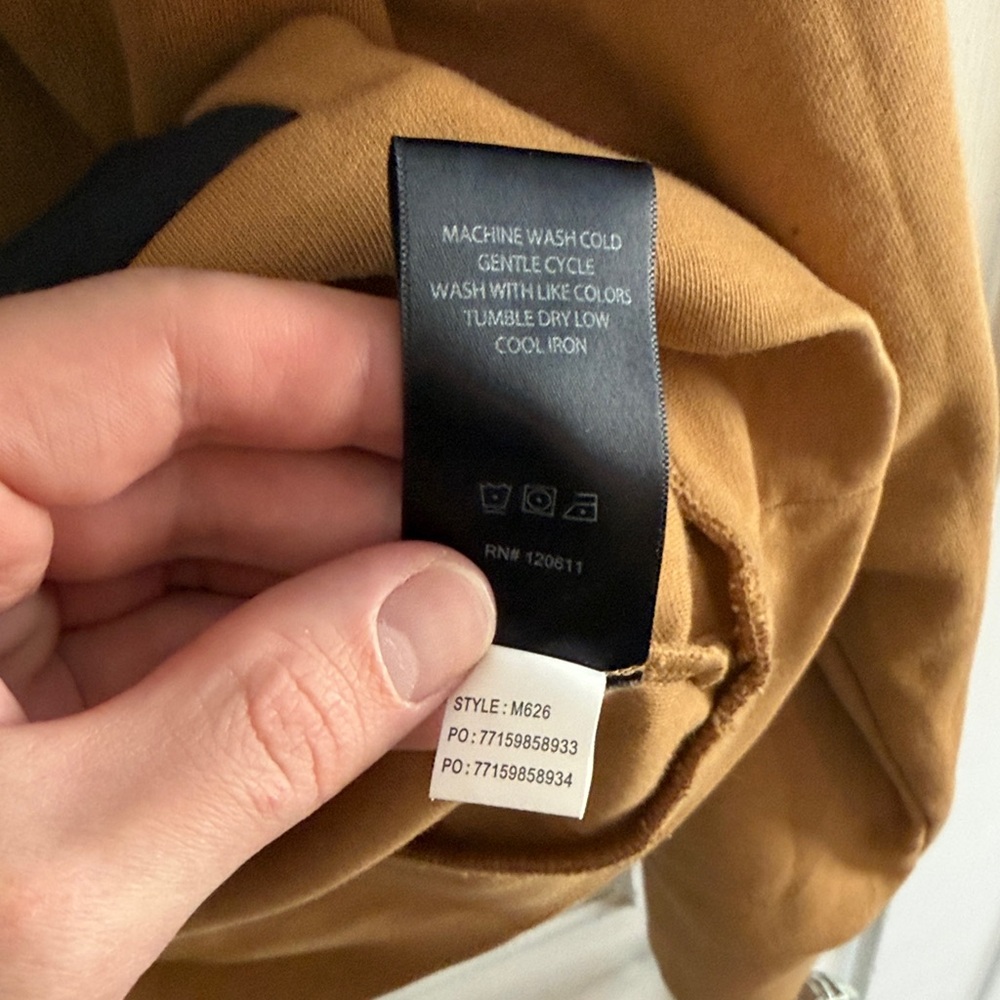 MACHINE WASH COLD
GENTLE CYCLE
WASH WITH LIKE COLORS
TUMBLE DRY LOW
COOL IRON
RN# 120611
STYLE : M626
PO : 77159858933
PO : 77159858934